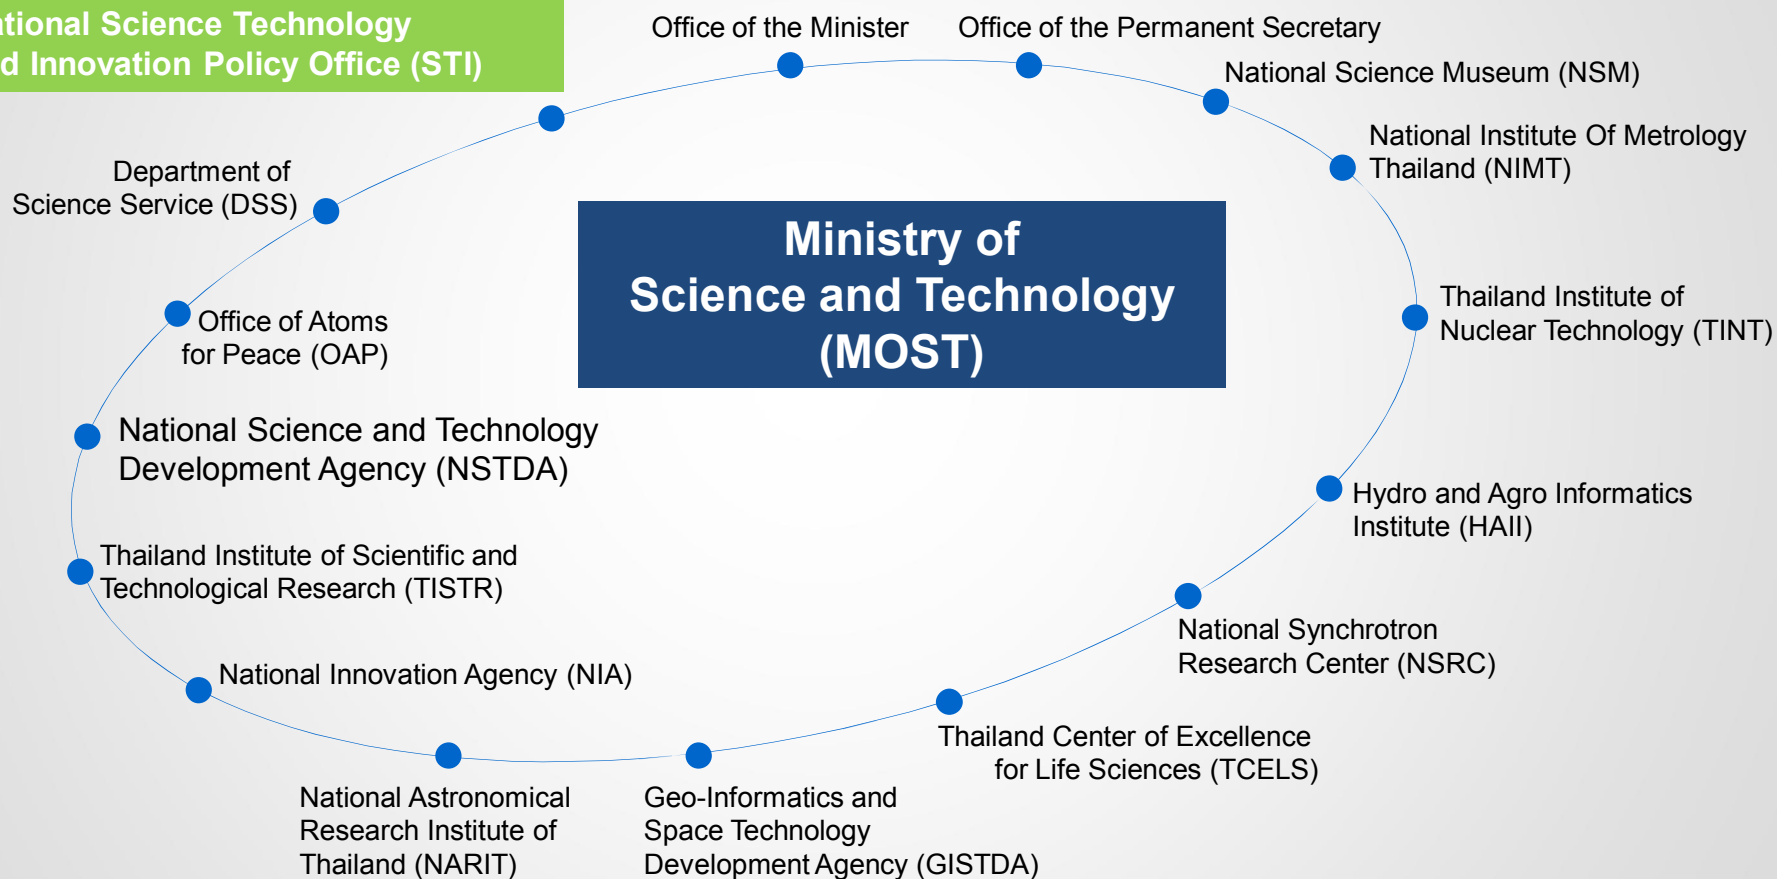 ational Science Technology
d Innovation Policy Office (STI)
Office of the Minister
Office of the Permanent Secretary
National Science Museum (NSM)
National Institute Of Metrology
Thailand (NIMT)
Department of
Science Service (DSS)
Ministry of
Science and Technology
(MOST)
Thailand Institute of
Nuclear Technology (TINT)
Office of Atoms
for Peace (OAP)
National Science and Technology
Development Agency (NSTDA)
Hydro and Agro Informatics
Institute (HAII)
Thailand Institute of Scientific and
Technological Research (TISTR)
National Synchrotron
Research Center (NSRC)
National Innovation Agency (NIA)
Thailand Center of Excellence
for Life Sciences (TCELS)
National Astronomical
Research Institute of
Thailand (NARIT)
Geo-Informatics and
Space Technology
Development Agency (GISTDA)